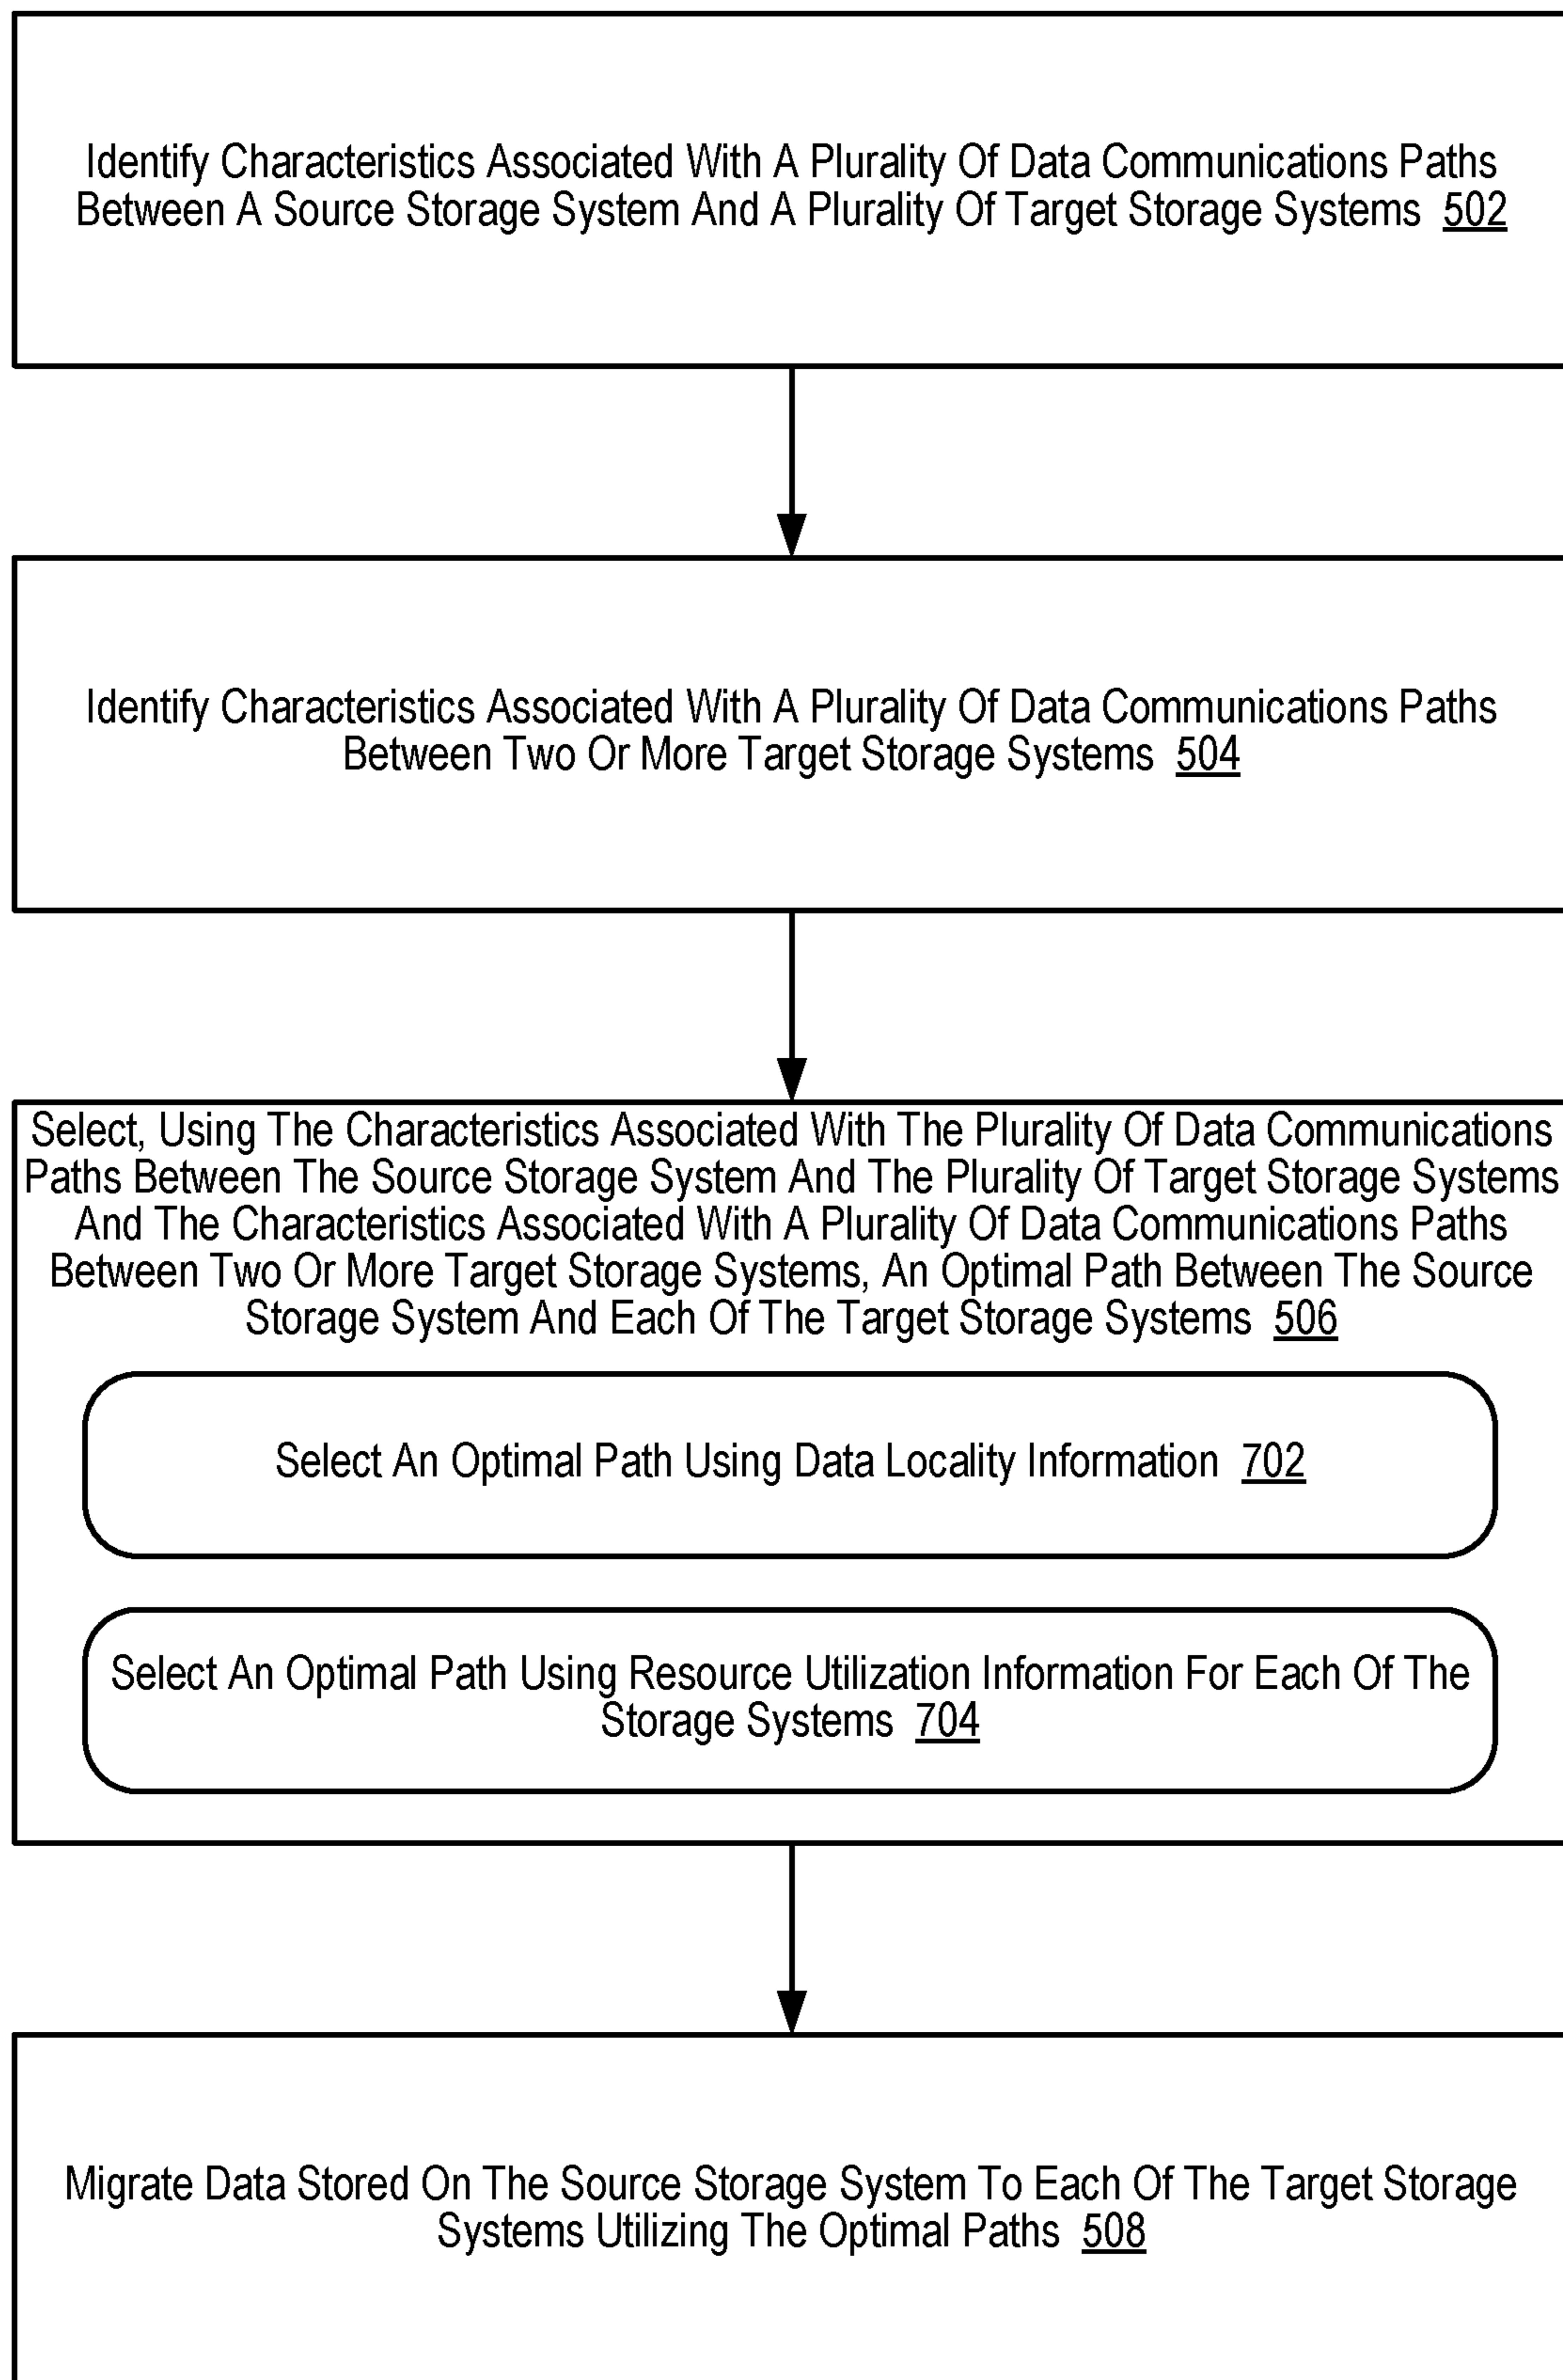 Identify Characteristics Associated With A Plurality Of Data Communications Paths
Between A Source Storage System And A Plurality Of Target Storage Systems 502
Identify Characteristics Associated With A Plurality Of Data Communications Paths
Between Two Or More Target Storage Systems 504
Select, Using The Characteristics Associated With The Plurality Of Data Communications
Paths Between The Source Storage System And The Plurality Of Target Storage Systems
And The Characteristics Associated With A Plurality Of Data Communications Paths
Between Two Or More Target Storage Systems, An Optimal Path Between The Source
Storage System And Each Of The Target Storage Systems 506
Select An Optimal Path Using Data Locality Information 702
Select An Optimal Path Using Resource Utilization Information For Each Of The
Storage Systems 704
Migrate Data Stored On The Source Storage System To Each Of The Target Storage
Systems Utilizing The Optimal Paths 508